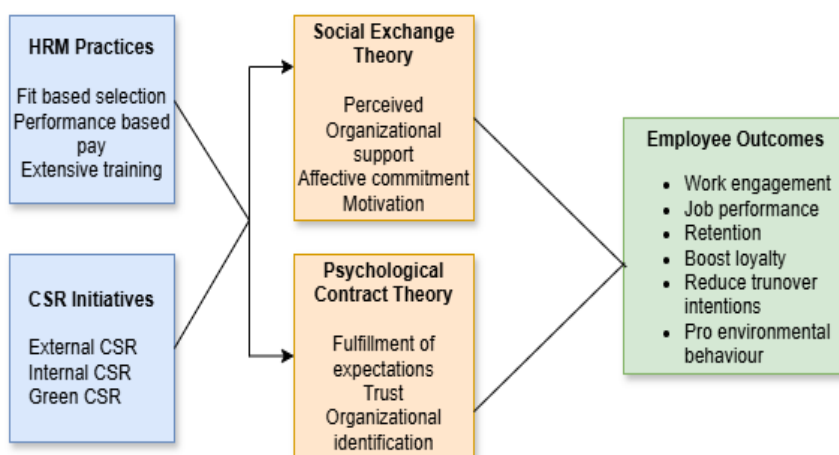 HRM Practices
Fit based selection
Performance based
pay
Extensive training
CSR Initiatives
External CSR
Internal CSR
Green CSR
Social Exchange
Theory
Perceived
Organizational
support
Affective commitment
Motivation
Psychological
Contract Theory
Fulfillment of
expectations
Trust
Organizational
identification
Employee Outcomes
• Work engagement
• Job performance
• Retention
• Boost loyalty
• Reduce trunover
intentions
• Pro environmental
behaviour